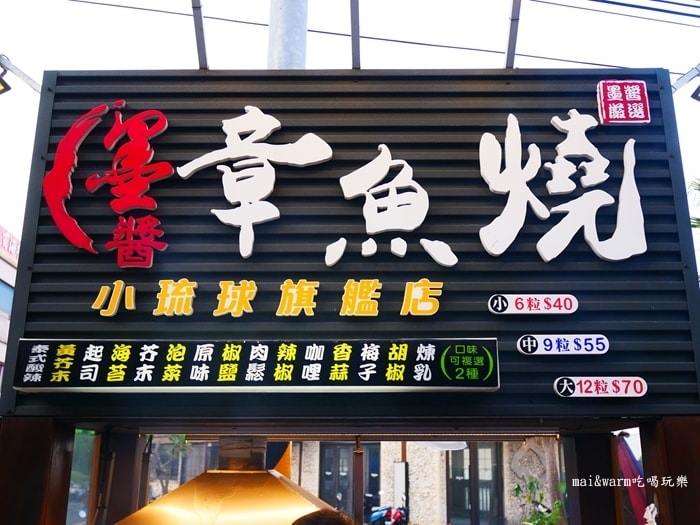 墨醬
嚴選
墨醬
章魚燒
小琉球旗艦店
小 6粒$40
中 9粒$55
大 12粒$70
泰式酸辣 黃芥末 起司 海苔 芥末 泡菜 原味 椒鹽 肉鬆 辣椒 咖哩 香蒜 梅子 胡椒 煉乳
口味
可複選
2種
mai&warm吃喝玩樂